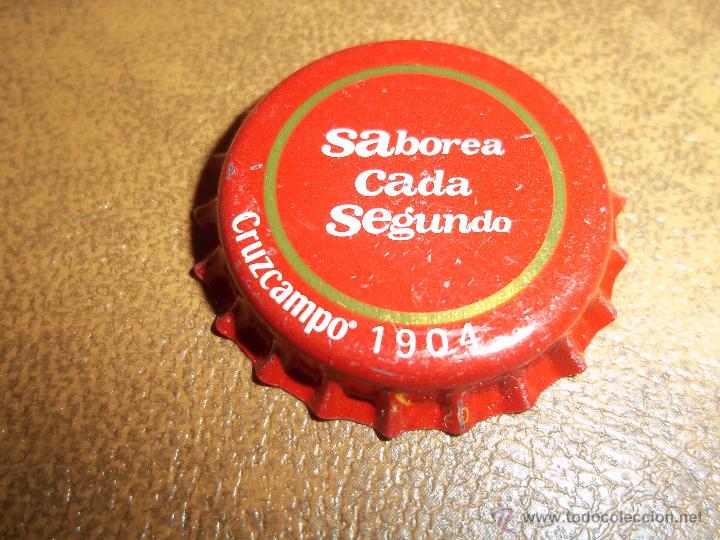 saborea
cada
segundo
Cruzcampo® 1904
© www.todocoleccion.net